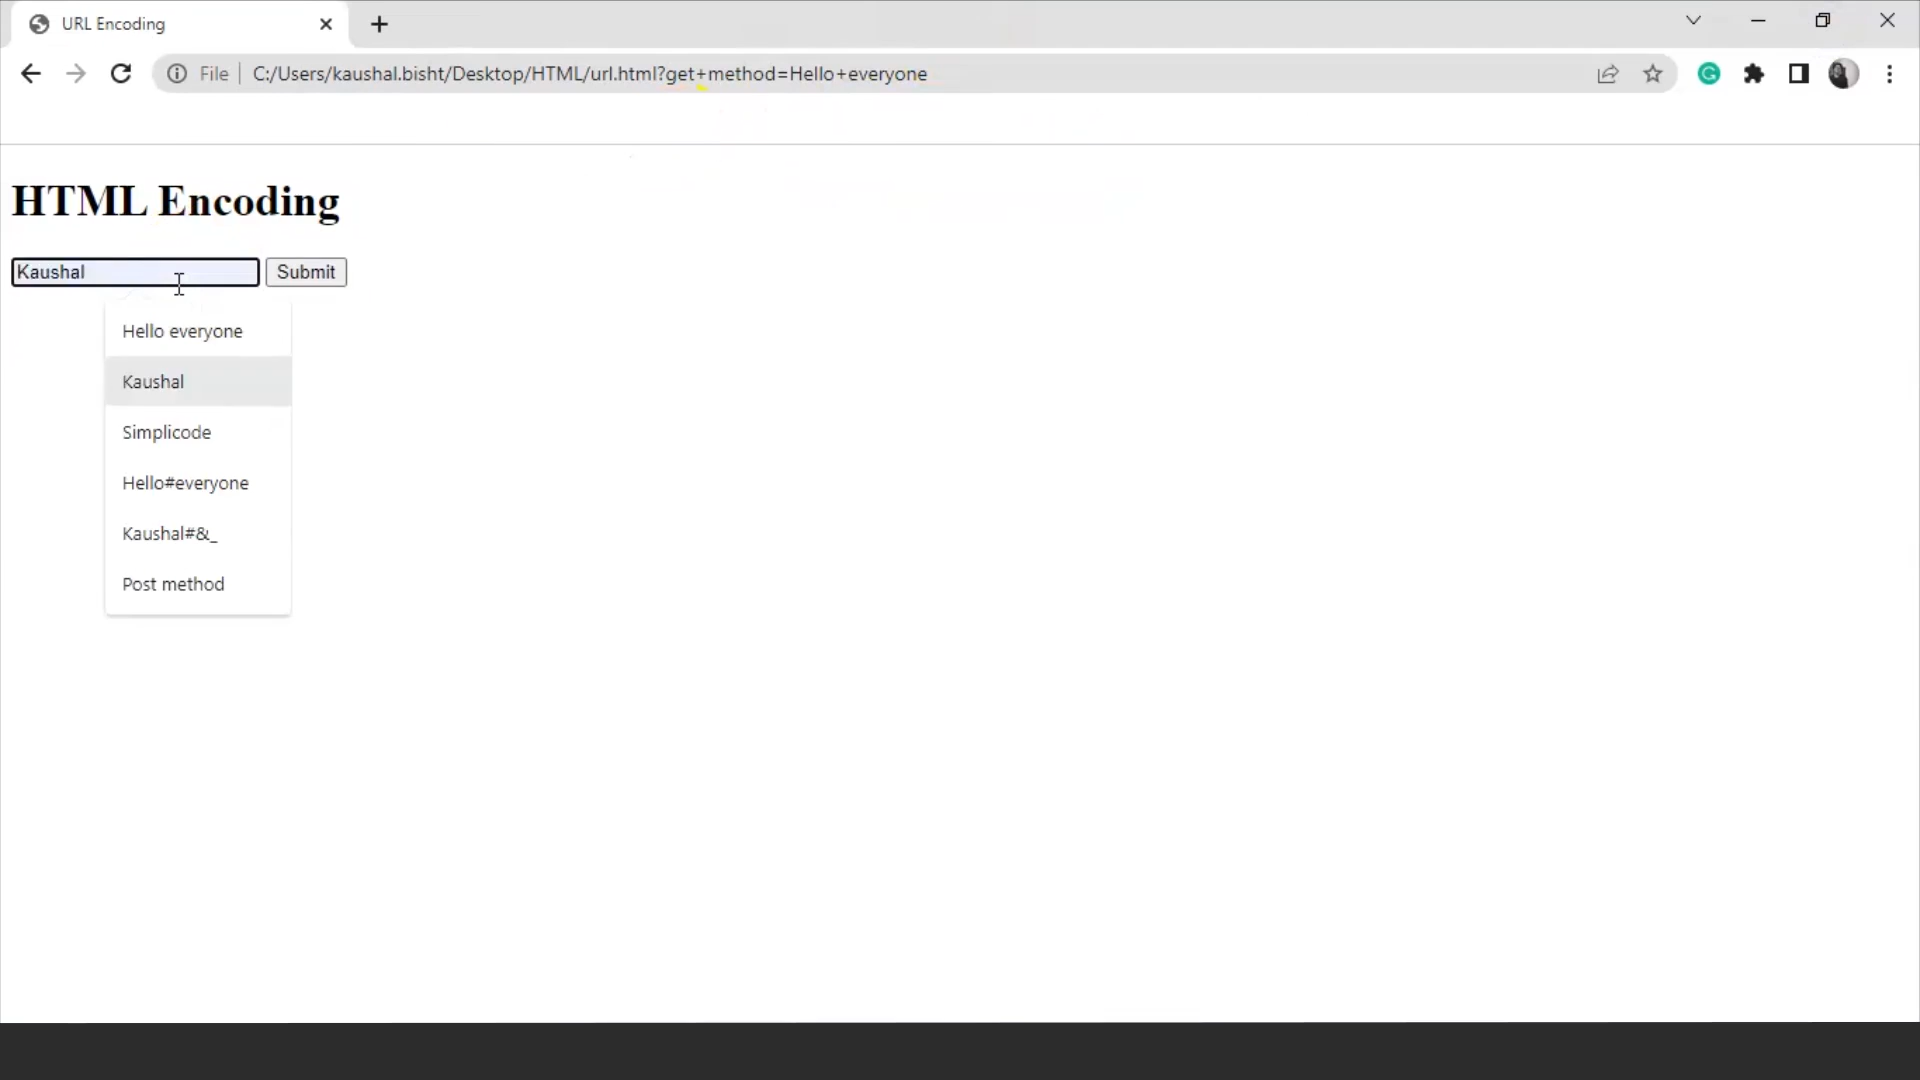 URL Encoding
File C:/Users/kaushal.bisht/Desktop/HTML/url.html?get+method=Hello+everyone
HTML Encoding
Kaushal Submit
Hello everyone
Kaushal
Simplicode
Hello#everyone
Kaushal#&_
Post method